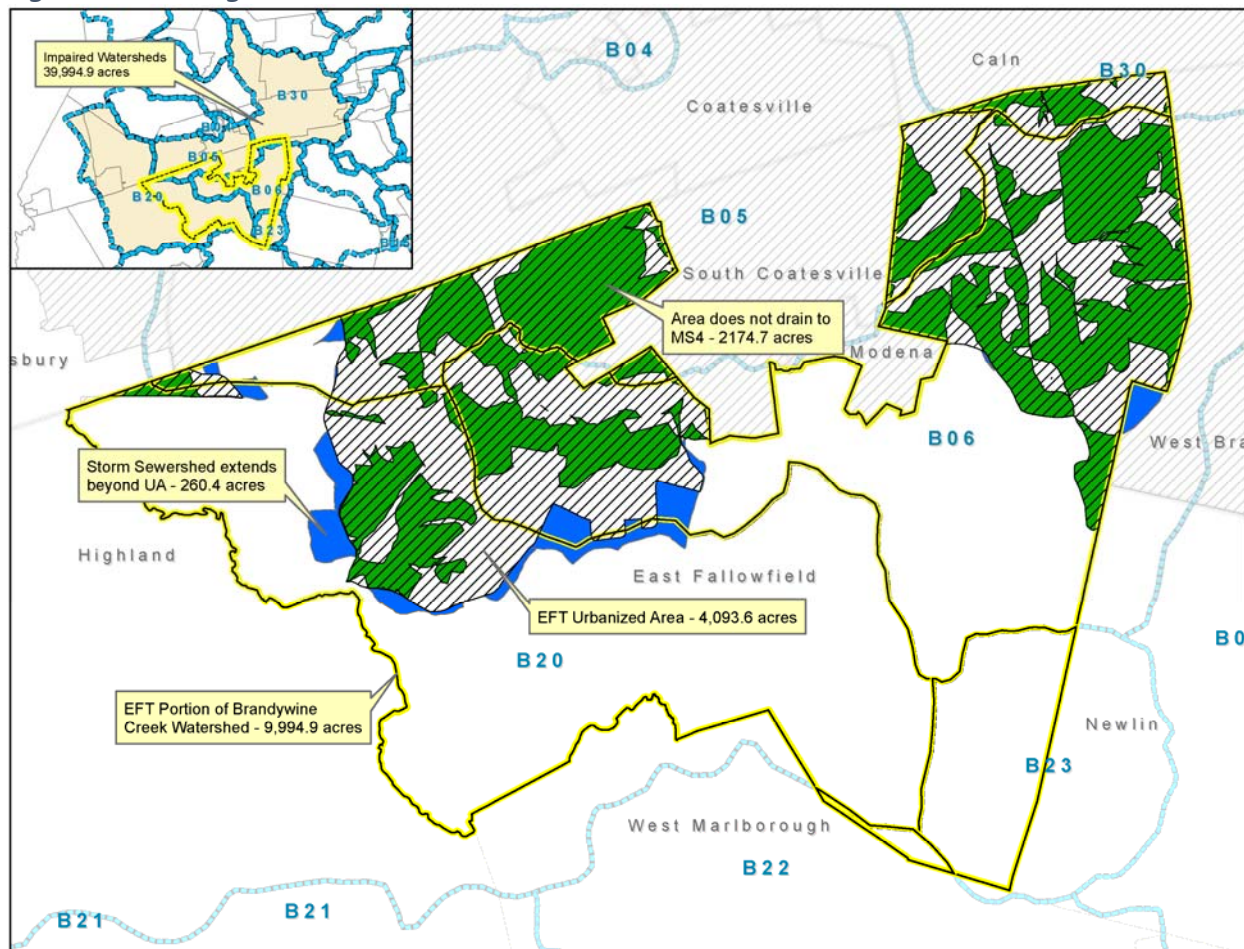 Impaired Watersheds
39,994.9 acres
B30
B04
B05
B20
B06
B23
B04
Caln
B30
Coatesville
B05
South Coatesville
Area does not drain to
MS4 - 2174.7 acres
Modena
sbury
B06
West Bra
Storm Sewershed extends
beyond UA - 260.4 acres
Highland
East Fallowfield
EFT Urbanized Area - 4,093.6 acres
B20
B0
EFT Portion of Brandywine
Creek Watershed - 9,994.9 acres
Newlin
B23
West Marlborough
B22
B21
B21